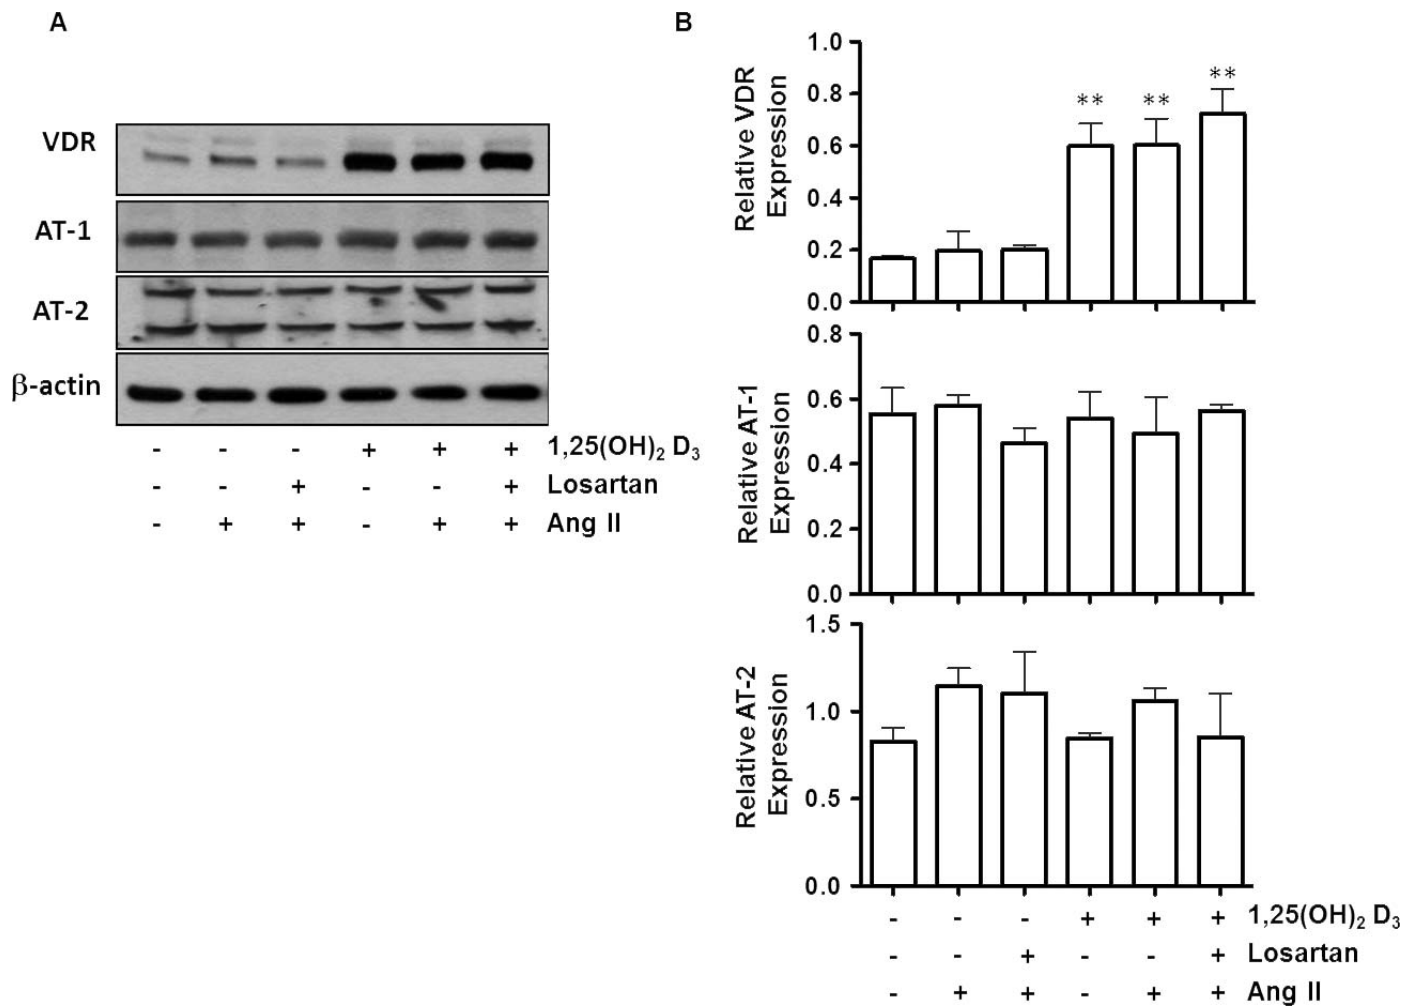 A
VDR
AT-1
AT-2
β-actin
- - - + + + 1,25(OH)₂ D₃
- - + - - + Losartan
- + + - + + Ang II
B
Relative VDR
Expression
1.0
0.8
0.6
0.4
0.2
0.0
** ** **
Relative AT-1
Expression
0.8
0.6
0.4
0.2
0.0
Relative AT-2
Expression
1.5
1.0
0.5
0.0
- - - + + + 1,25(OH)₂ D₃
- - + - - + Losartan
- + + - + + Ang II